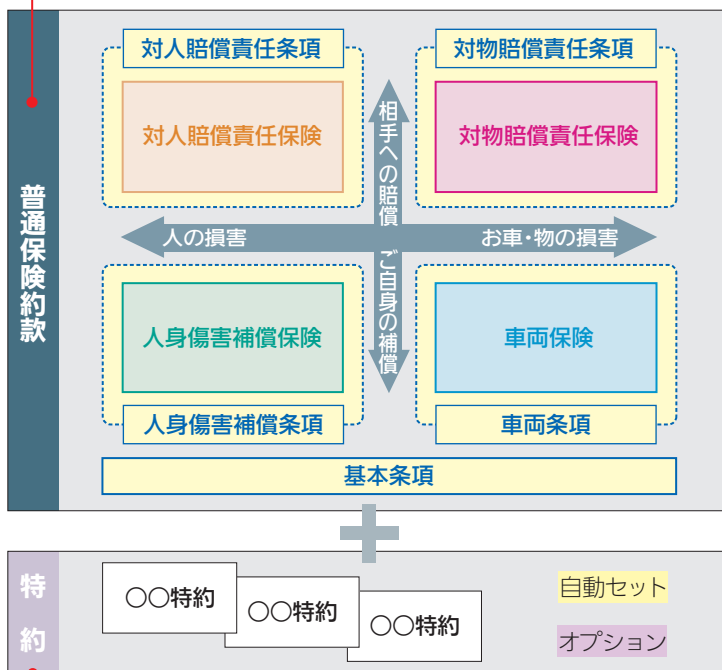 普通保険約款
対人賠償責任条項
対物賠償責任条項
対人賠償責任保険
対物賠償責任保険
相手への賠償
人の損害
お車・物の損害
ご自身の補償
人身傷害補償保険
車両保険
人身傷害補償条項
車両条項
基本条項
特約
○○特約
○○特約
○○特約
自動セット
オプション